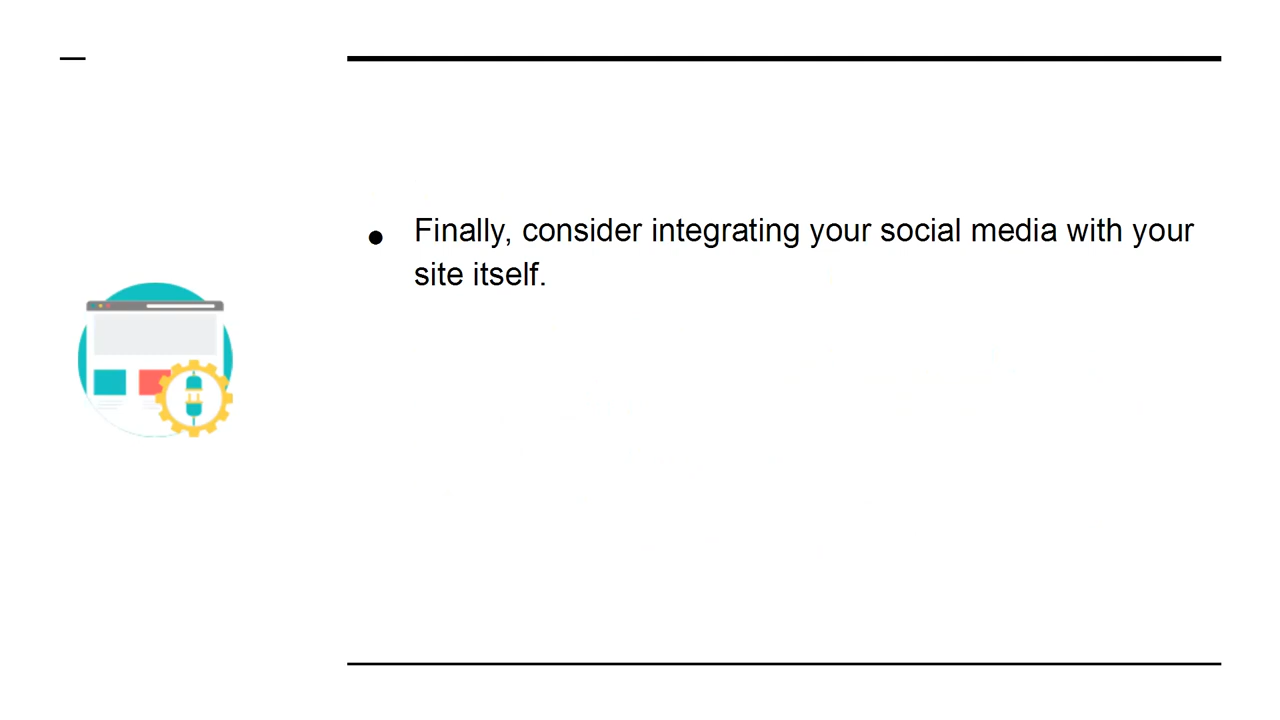 ● Finally, consider integrating your social media with your
site itself.